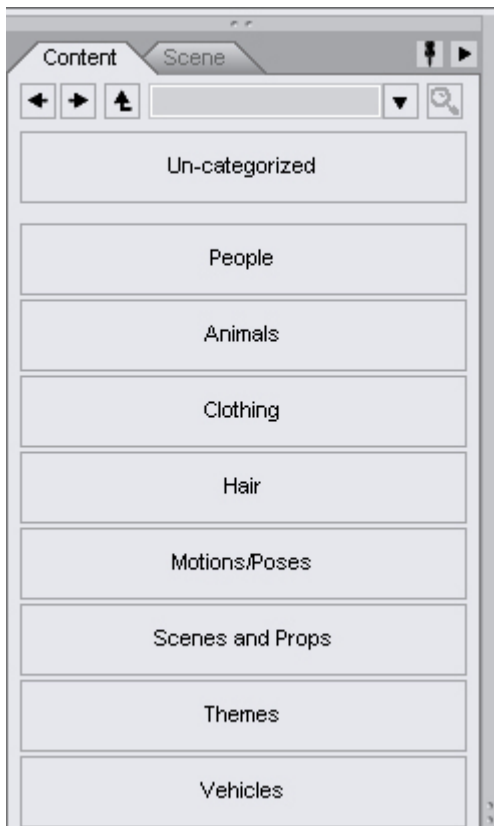 Content Scene
Un-categorized
People
Animals
Clothing
Hair
Motions/Poses
Scenes and Props
Themes
Vehicles